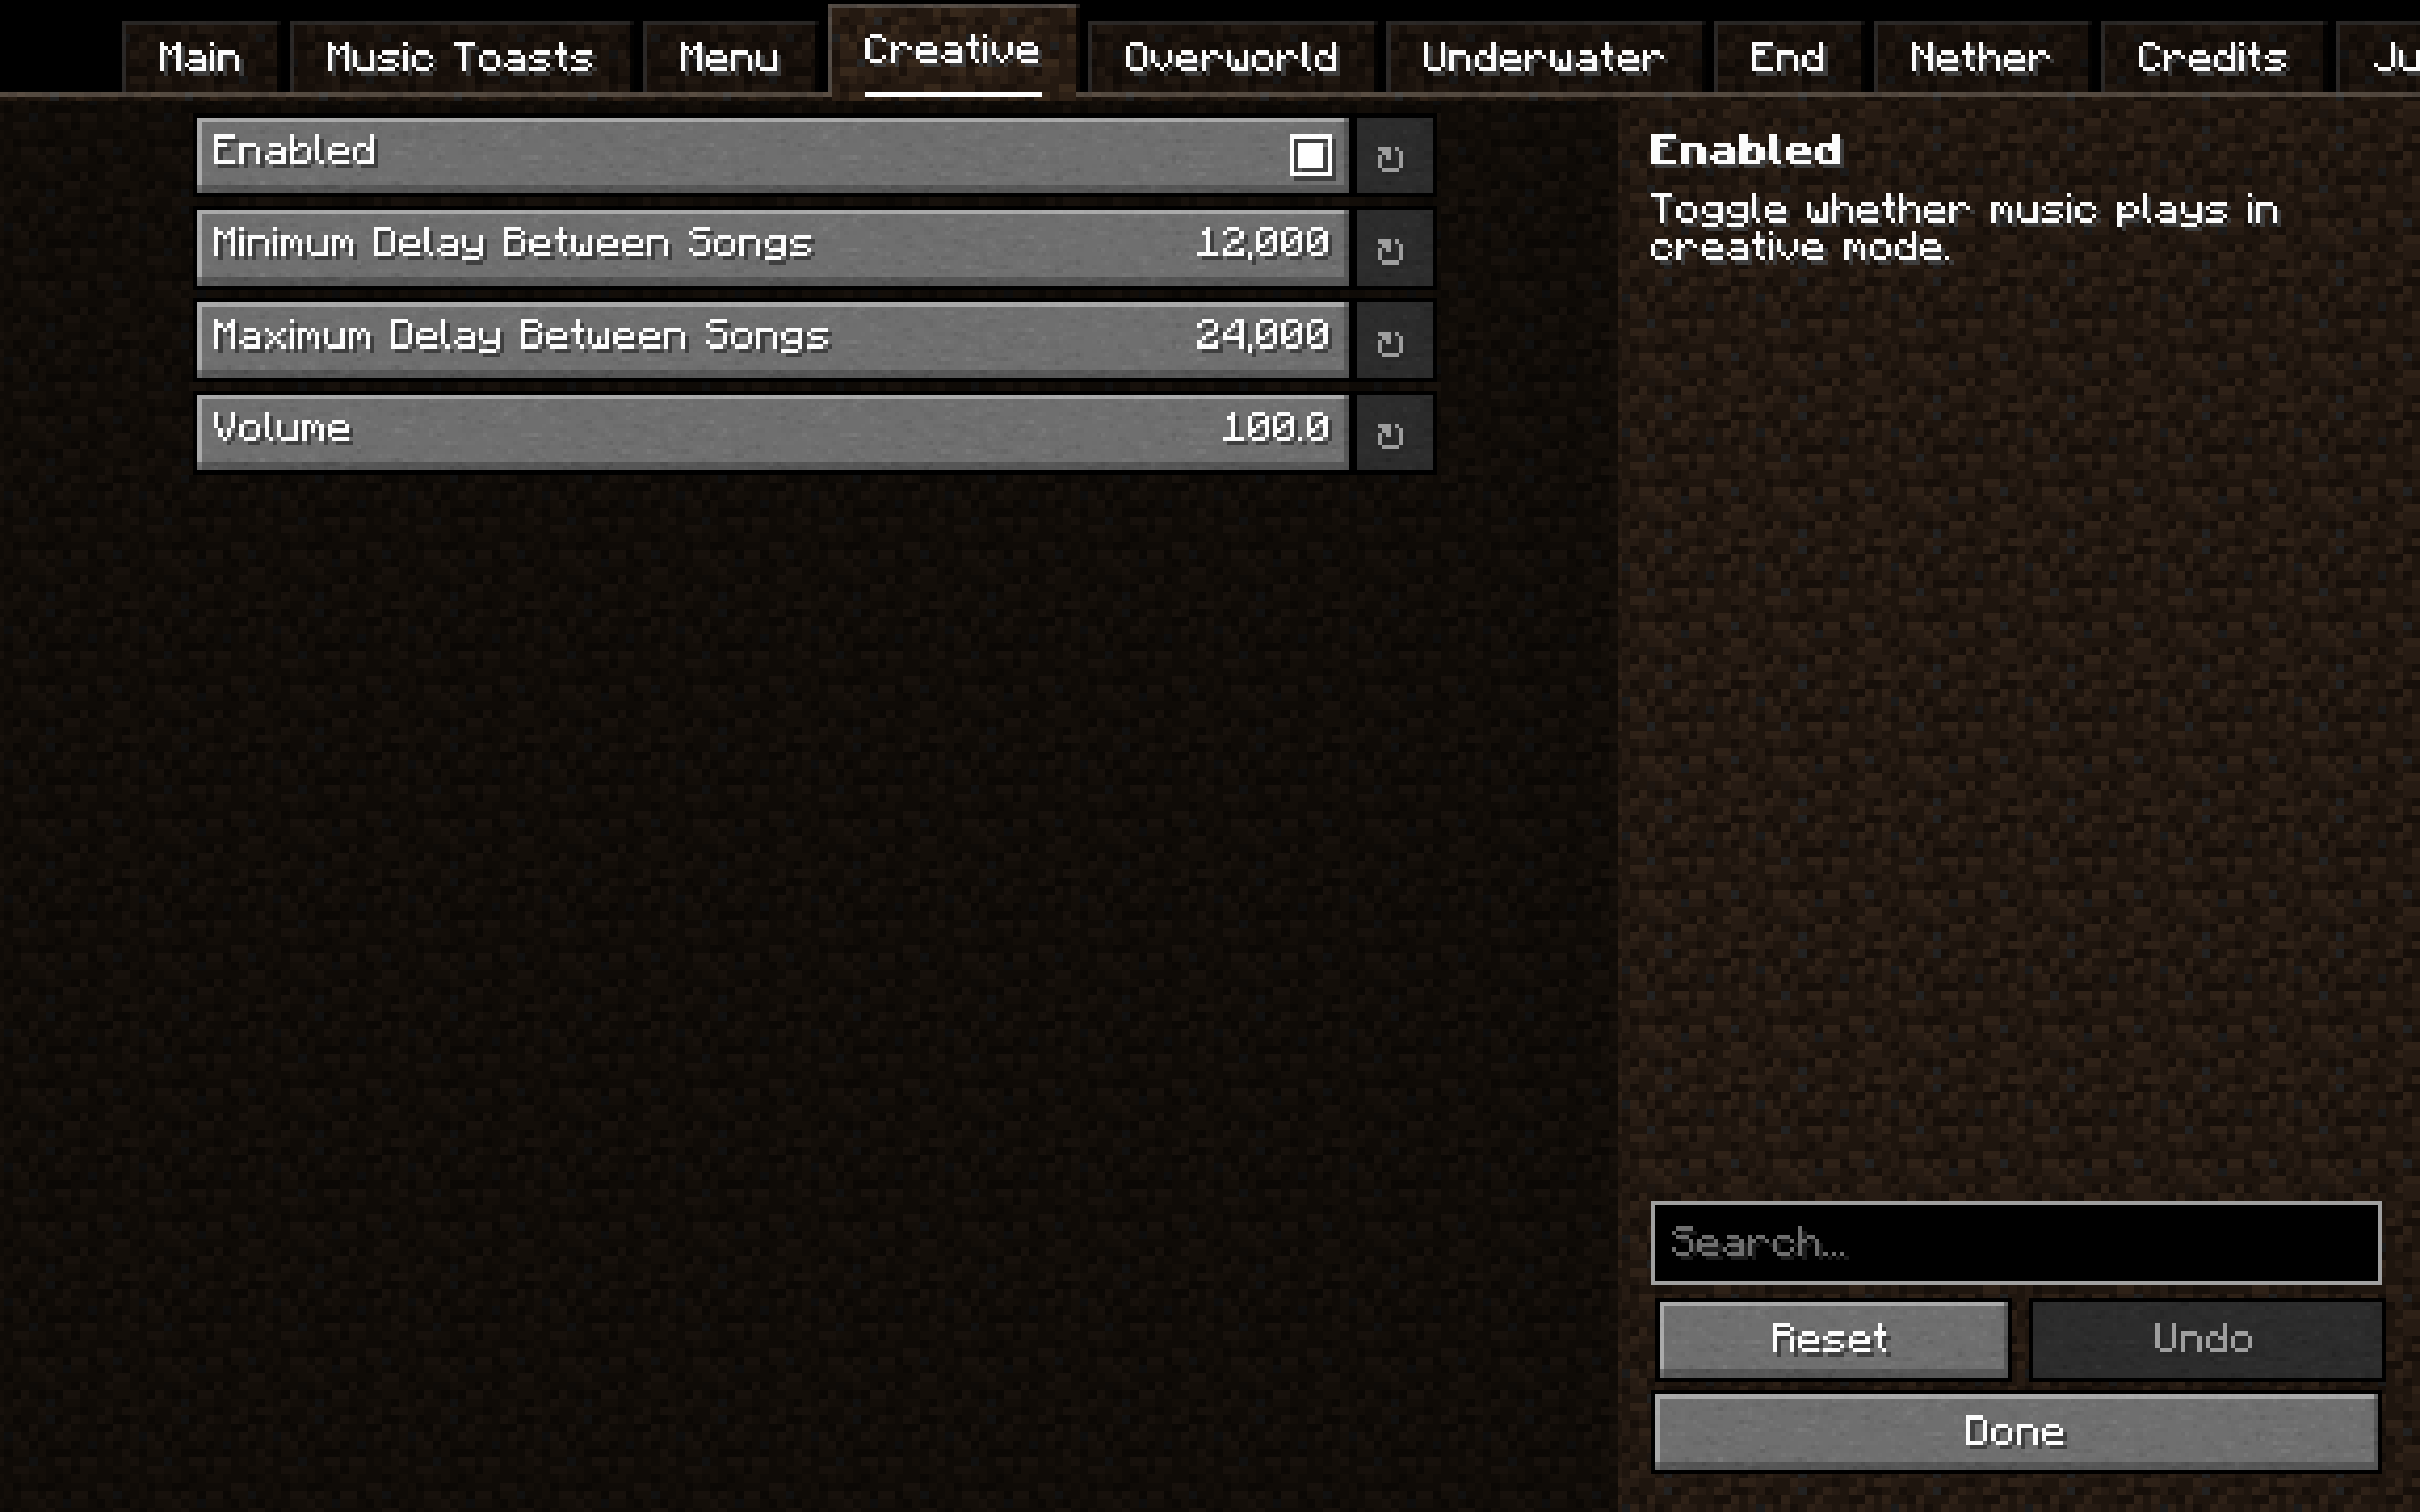 Main Music Toasts Menu Creative Overworld Underwater End Nether Credits Ju
Enabled
Minimum Delay Between Songs 12,000
Maximum Delay Between Songs 24,000
Volume 100.0
Enabled
Toggle whether music plays in
creative mode.
Search...
Reset Undo
Done